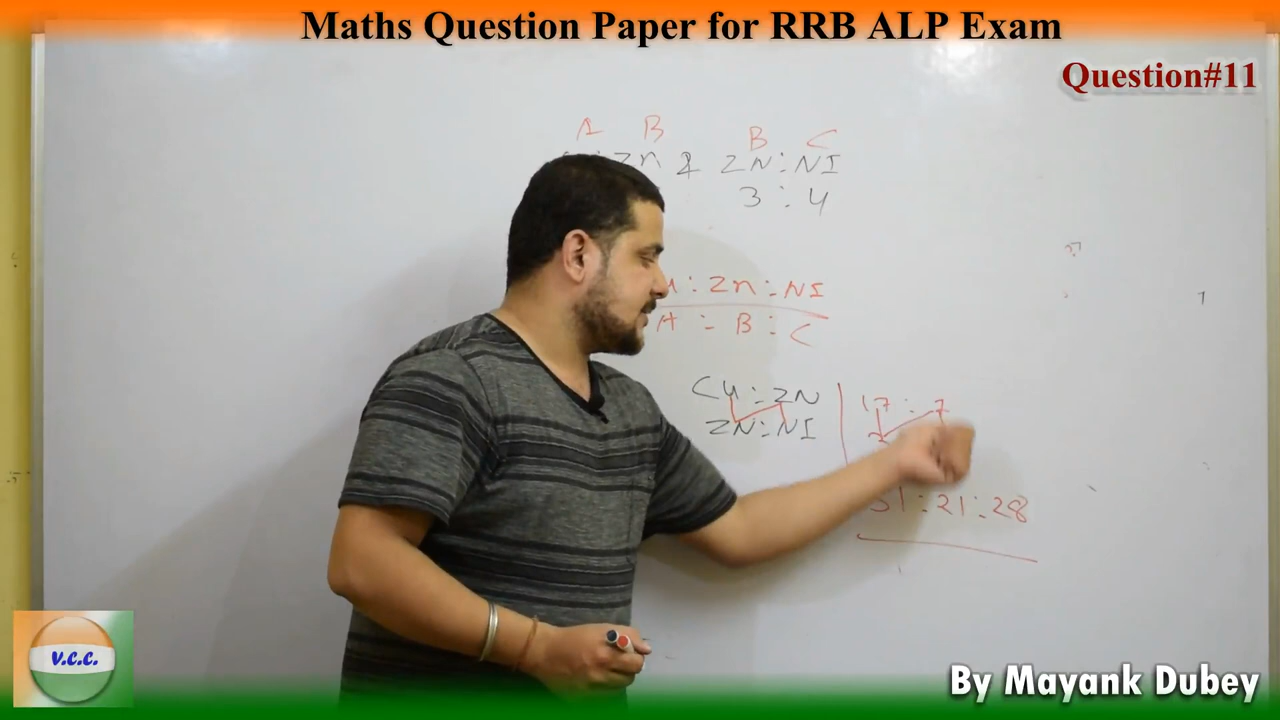 Maths Question Paper for RRB ALP Exam
Question#11
A B B C
Zn & ZN:NI
3:4
u:Zn:NI
A:B:C
Cu:ZN
ZN:NI
17:7
51:21:28
V.C.C.
By Mayank Dubey